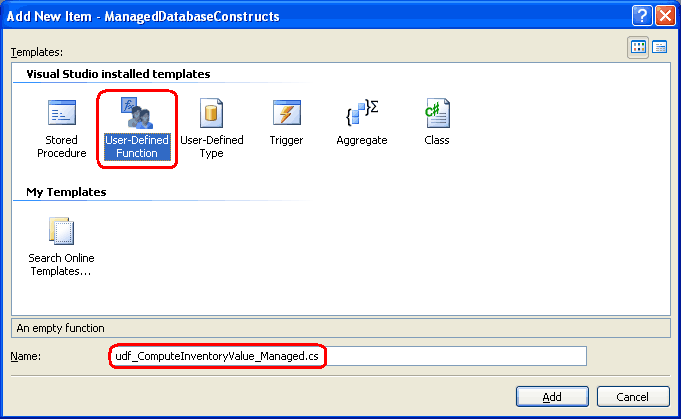 Add New Item - ManagedDatabaseConstructs
Templates:
Visual Studio installed templates
Stored Procedure
User-Defined Function
User-Defined Type
Trigger
Aggregate
Class
My Templates
Search Online Templates...
An empty function
Name:
udf_ComputeInventoryValue_Managed.cs
Add
Cancel